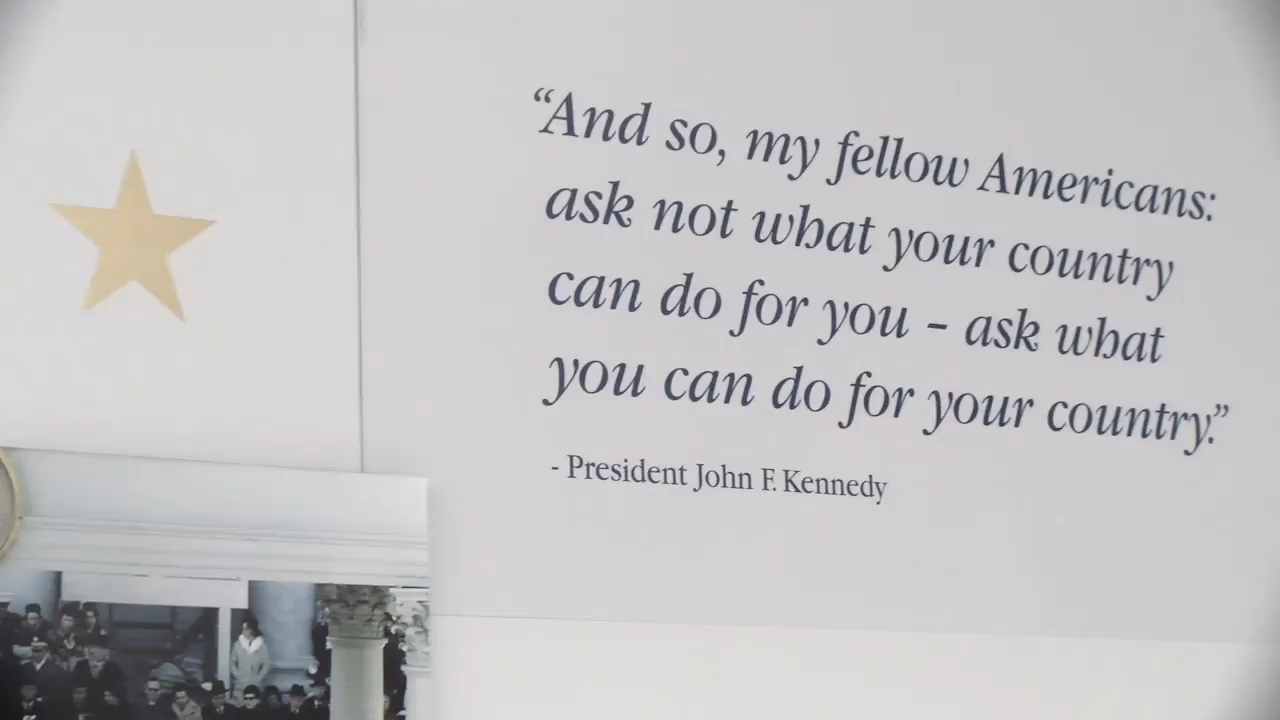 “And so, my fellow Americans:
ask not what your country
can do for you – ask what
you can do for your country.”
- President John F. Kennedy